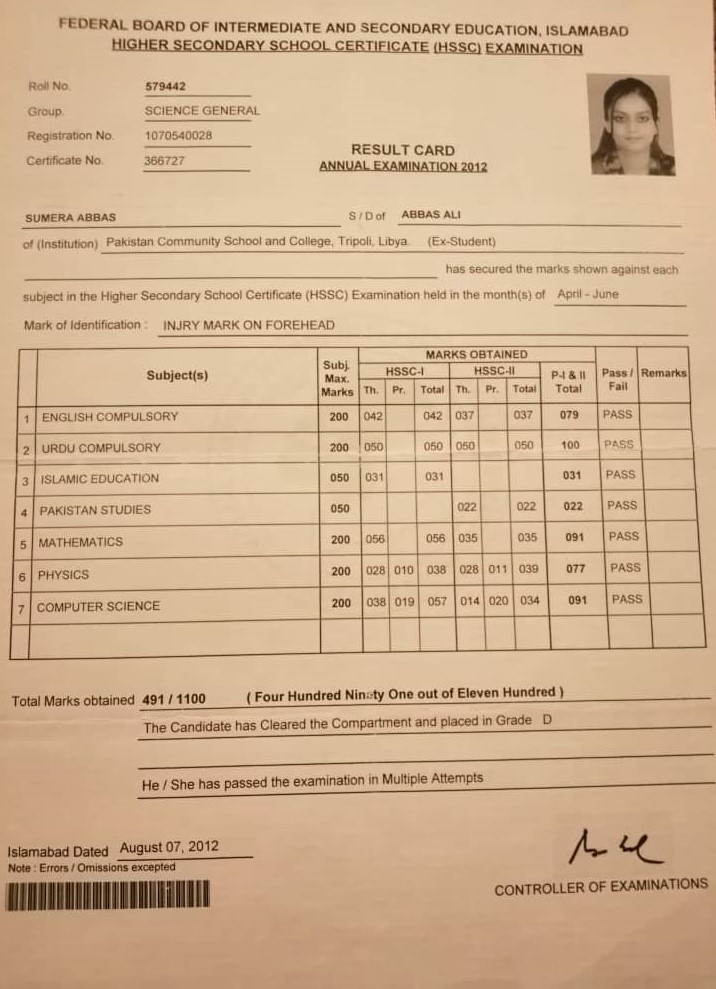 FEDERAL BOARD OF INTERMEDIATE AND SECONDARY EDUCATION, ISLAMABAD
HIGHER SECONDARY SCHOOL CERTIFICATE (HSSC) EXAMINATION
Roll No. 579442
Group. SCIENCE GENERAL
Registration No. 1070540028
Certificate No. 366727
RESULT CARD
ANNUAL EXAMINATION 2012
SUMERA ABBAS S / D of ABBAS ALI
of (Institution) Pakistan Community School and College, Tripoli, Libya. (Ex-Student)
has secured the marks shown against each
subject in the Higher Secondary School Certificate (HSSC) Examination held in the month(s) of April - June
Mark of Identification : INJRY MARK ON FOREHEAD
Subject(s) Subj. Max. Marks MARKS OBTAINED Pass / Fail Remarks
HSSC-I HSSC-II P-I & II Total
Th. Pr. Total Th. Pr. Total
1 ENGLISH COMPULSORY 200 042 042 037 037 079 PASS
2 URDU COMPULSORY 200 050 050 050 050 100 PASS
3 ISLAMIC EDUCATION 050 031 031 031 PASS
4 PAKISTAN STUDIES 050 022 022 022 PASS
5 MATHEMATICS 200 056 056 035 035 091 PASS
6 PHYSICS 200 028 010 038 028 011 039 077 PASS
7 COMPUTER SCIENCE 200 038 019 057 014 020 034 091 PASS
Total Marks obtained 491 / 1100 ( Four Hundred Ninety One out of Eleven Hundred )
The Candidate has Cleared the Compartment and placed in Grade D
He / She has passed the examination in Multiple Attempts
Islamabad Dated August 07, 2012
Note : Errors / Omissions excepted
CONTROLLER OF EXAMINATIONS